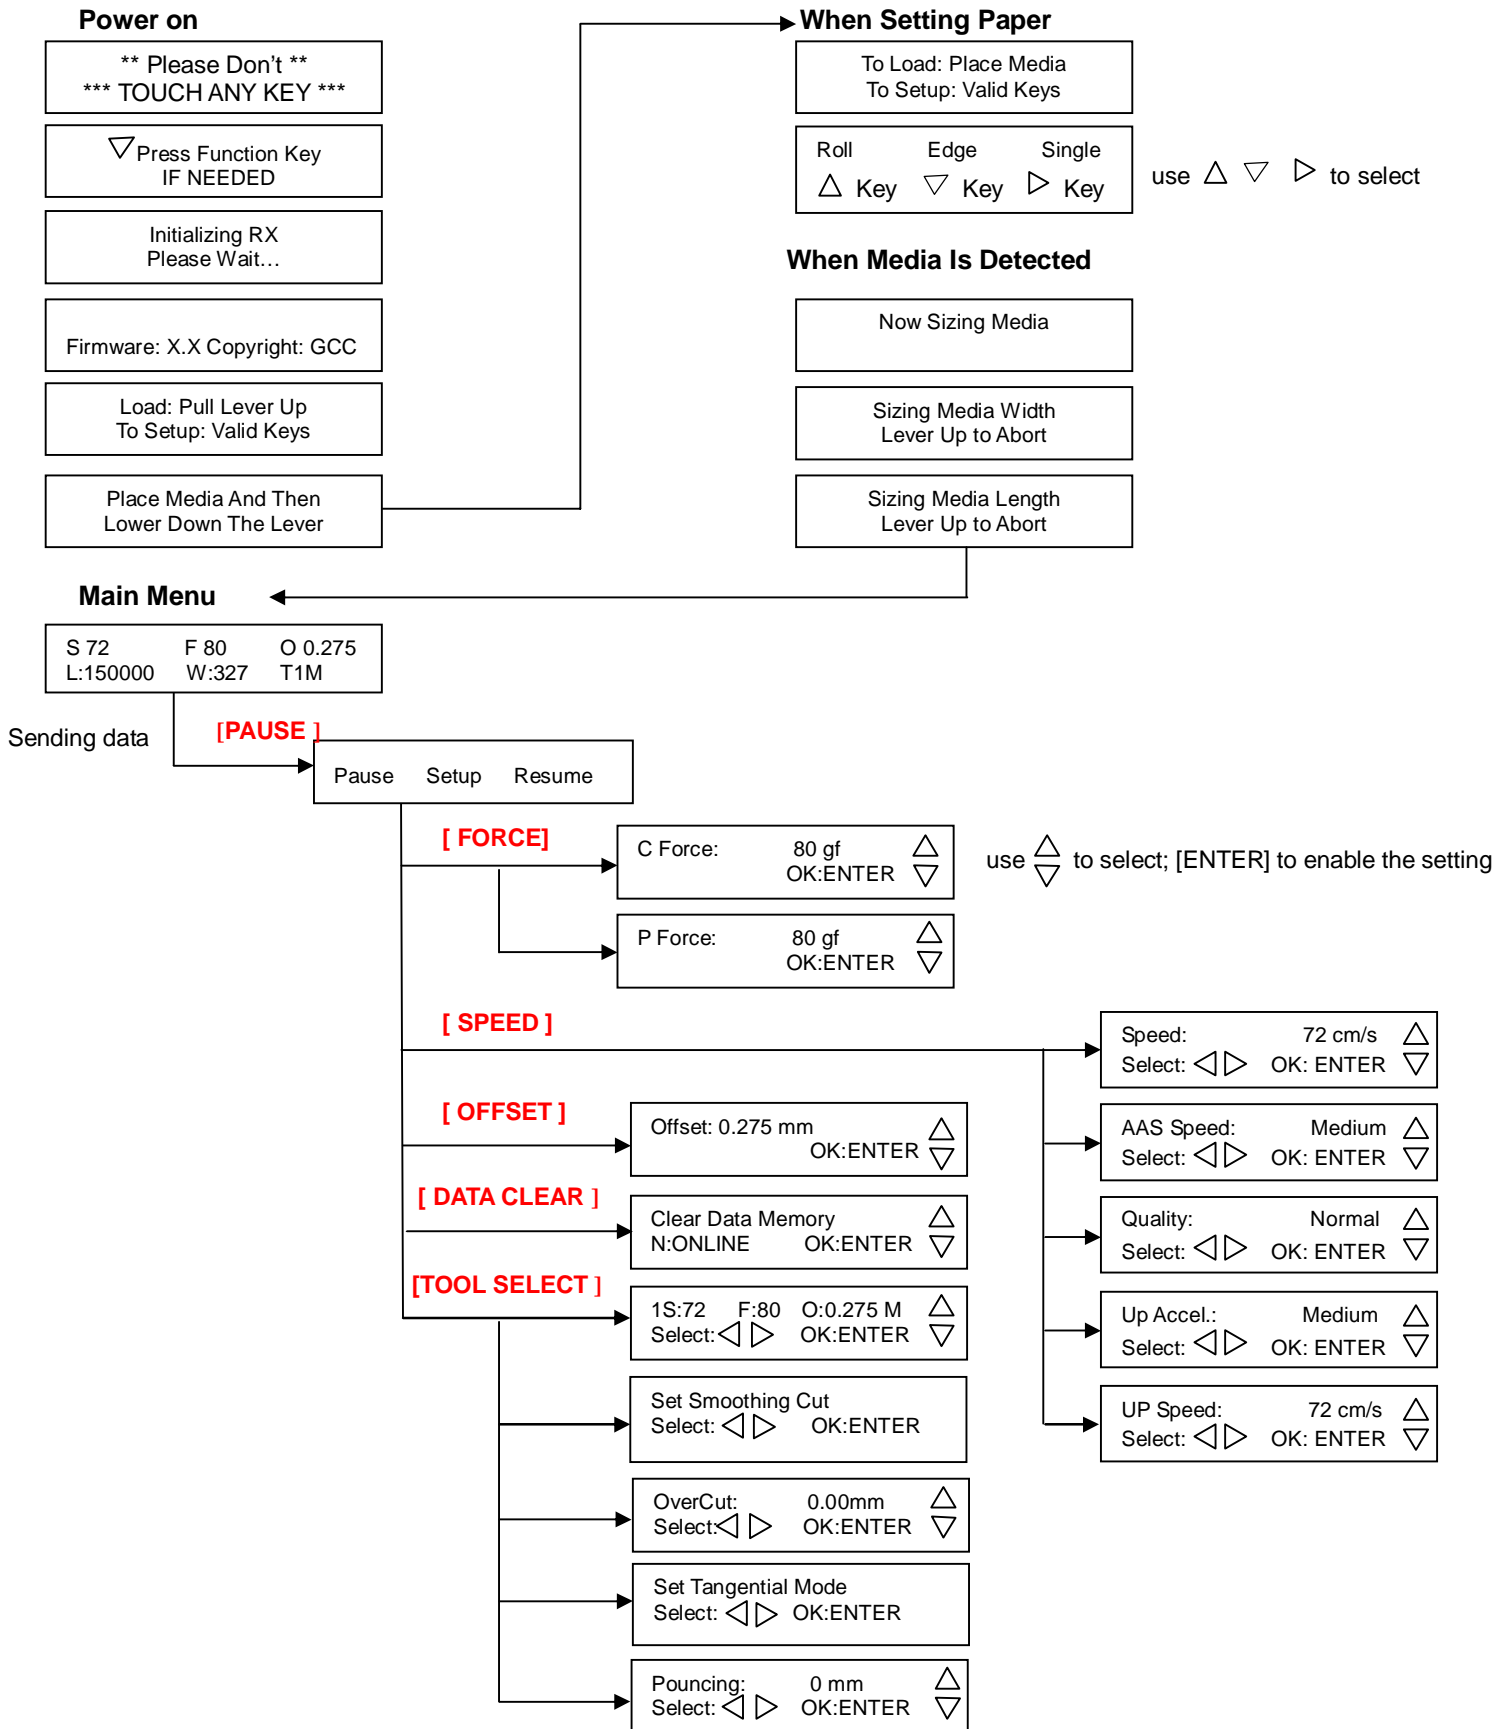 Power on
** Please Don't **
*** TOUCH ANY KEY ***
Press Function Key
IF NEEDED
Initializing RX
Please Wait…
Firmware: X.X Copyright: GCC
Load: Pull Lever Up
To Setup: Valid Keys
Place Media And Then
Lower Down The Lever
When Setting Paper
To Load: Place Media
To Setup: Valid Keys
Roll Edge Single
△ Key ▽ Key ▷ Key
use △ ▽ ▷ to select
When Media Is Detected
Now Sizing Media
Sizing Media Width
Lever Up to Abort
Sizing Media Length
Lever Up to Abort
Main Menu
S 72 F 80 O 0.275
L:150000 W:327 T1M
Sending data
[PAUSE ]
Pause Setup Resume
[ FORCE]
C Force: 80 gf
OK:ENTER
use △▽ to select; [ENTER] to enable the setting
P Force: 80 gf
OK:ENTER
[ SPEED ]
Speed: 72 cm/s
Select: ◁ ▷ OK: ENTER
AAS Speed: Medium
Select: ◁ ▷ OK: ENTER
Quality: Normal
Select: ◁ ▷ OK: ENTER
Up Accel.: Medium
Select: ◁ ▷ OK: ENTER
UP Speed: 72 cm/s
Select: ◁ ▷ OK: ENTER
[ OFFSET ]
Offset: 0.275 mm
OK:ENTER
[ DATA CLEAR ]
Clear Data Memory
N:ONLINE OK:ENTER
[TOOL SELECT ]
1S:72 F:80 O:0.275 M
Select: ◁ ▷ OK:ENTER
Set Smoothing Cut
Select: ◁ ▷ OK:ENTER
OverCut: 0.00mm
Select: ◁ ▷ OK:ENTER
Set Tangential Mode
Select: ◁ ▷ OK:ENTER
Pouncing: 0 mm
Select: ◁ ▷ OK:ENTER